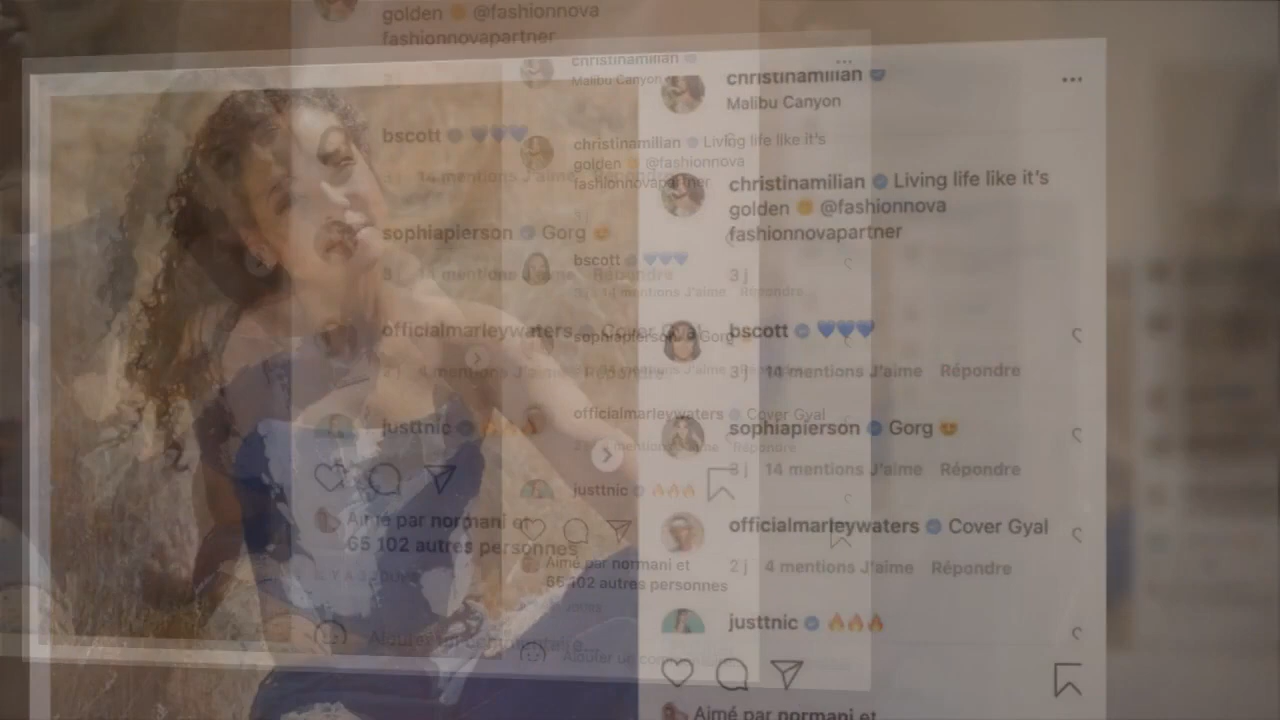 golden @fashionnova
fashionnovapartner
bscott 💙💙💙
14 mentions J'aime Répondre
sophiapierson Gorg
14 mentions J'aime Répondre
officialmarleywaters Cover Gyal
4 mentions J'aime Répondre
justtnic 🔥🔥🔥
Aimé par normani et
65 102 autres personnes
IL Y A 3 JOURS
Ajouter un commentaire...
christinamilian
Malibu Canyon
christinamilian Living life like it's
golden @fashionnova
fashionnovapartner
bscott 💙💙💙
14 mentions J'aime Répondre
sophiapierson Gorg
14 mentions J'aime Répondre
officialmarleywaters Cover Gyal
mentions J'aime Répondre
justtnic 🔥🔥🔥
Aimé par normani et
65 102 autres personnes
Ajouter un
christinamilian
Malibu Canyon
christinamilian Living life like it's
golden @fashionnova
fashionnovapartner
3 j
bscott 💙💙💙
3 j 14 mentions J'aime Répondre
sophiapierson Gorg
3 j 14 mentions J'aime Répondre
officialmarleywaters Cover Gyal
2 j 4 mentions J'aime Répondre
justtnic 🔥🔥🔥
Aimé par normani et